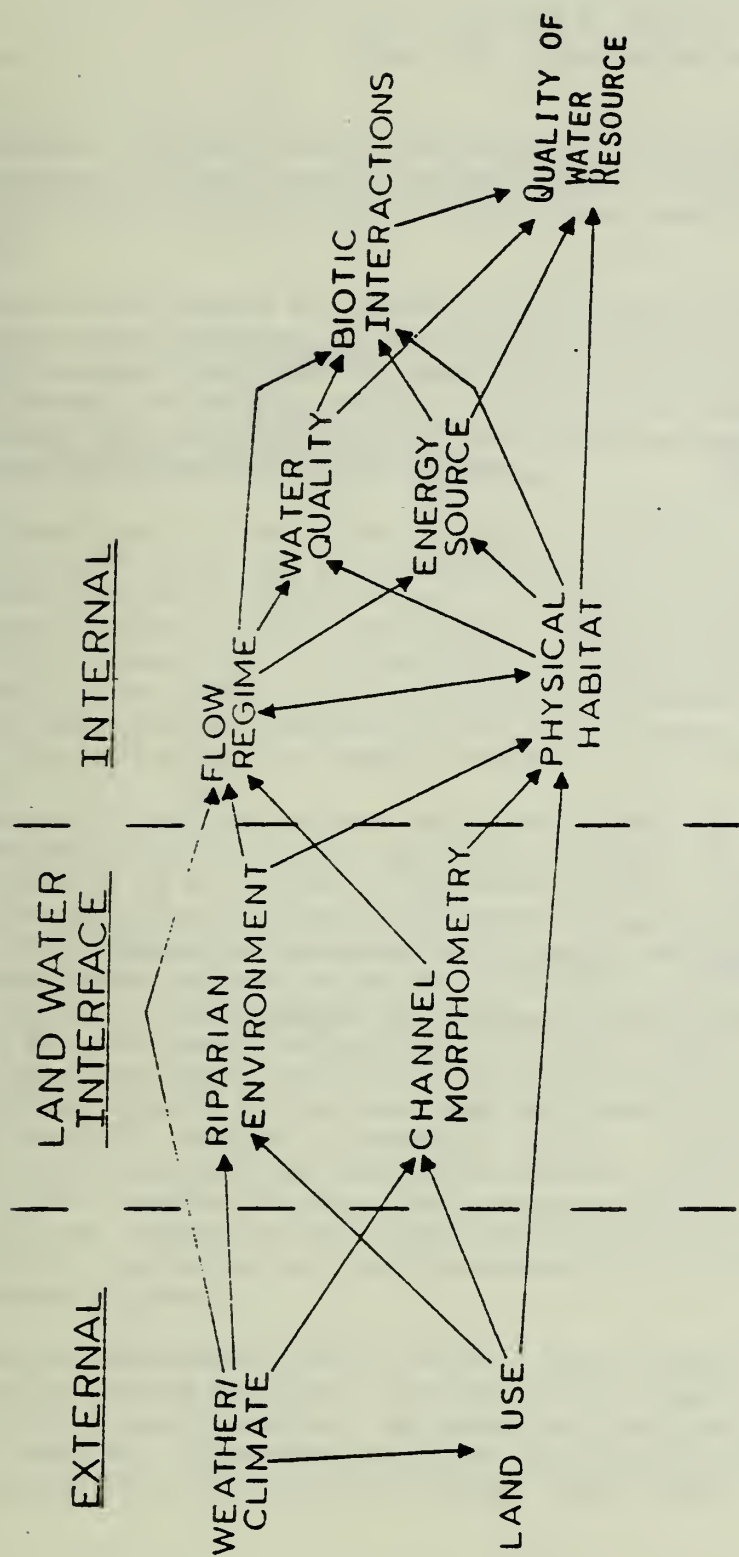 EXTERNAL
LAND WATER
INTERFACE
INTERNAL
WEATHER/
CLIMATE
LAND USE
RIPARIAN
ENVIRONMENT
CHANNEL
MORPHOMETRY
FLOW
REGIME
PHYSICAL
HABITAT
WATER
QUALITY
ENERGY
SOURCE
BIOTIC
INTERACTIONS
QUALITY OF
WATER
RESOURCE